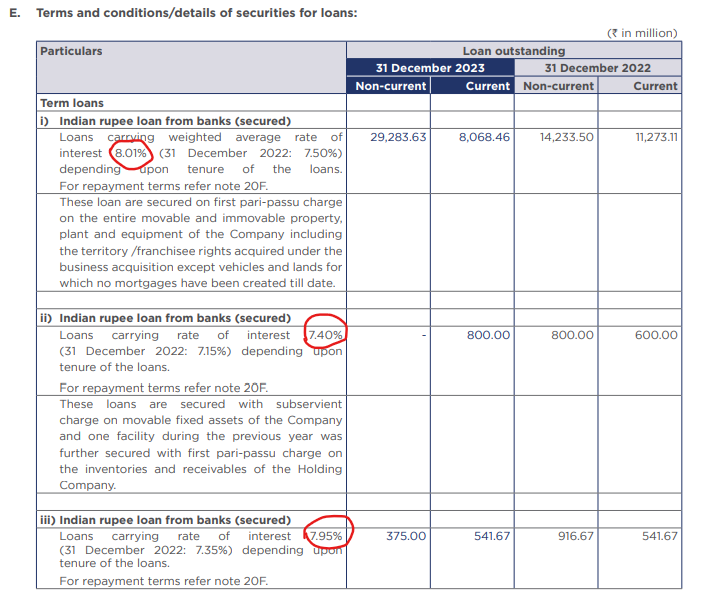 E. Terms and conditions/details of securities for loans:
(₹ in million)
Particulars Loan outstanding
31 December 2023 31 December 2022
Non-current Current Non-current Current
Term loans
i) Indian rupee loan from banks (secured)
Loans carrying weighted average rate of 29,283.63 8,068.46 14,233.50 11,273.11
interest 8.01% (31 December 2022: 7.50%)
depending upon tenure of the loans.
For repayment terms refer note 20F.
These loan are secured on first pari-passu charge
on the entire movable and immovable property,
plant and equipment of the Company including
the territory /franchisee rights acquired under the
business acquisition except vehicles and lands for
which no mortgages have been created till date.
ii) Indian rupee loan from banks (secured)
Loans carrying rate of interest 7.40% - 800.00 800.00 600.00
(31 December 2022: 7.15%) depending upon
tenure of the loans.
For repayment terms refer note 20F.
These loans are secured with subservient
charge on movable fixed assets of the Company
and one facility during the previous year was
further secured with first pari-passu charge on
the inventories and receivables of the Holding
Company.
iii) Indian rupee loan from banks (secured)
Loans carrying rate of interest 7.95% 375.00 541.67 916.67 541.67
(31 December 2022: 7.35%) depending upon
tenure of the loans.
For repayment terms refer note 20F.